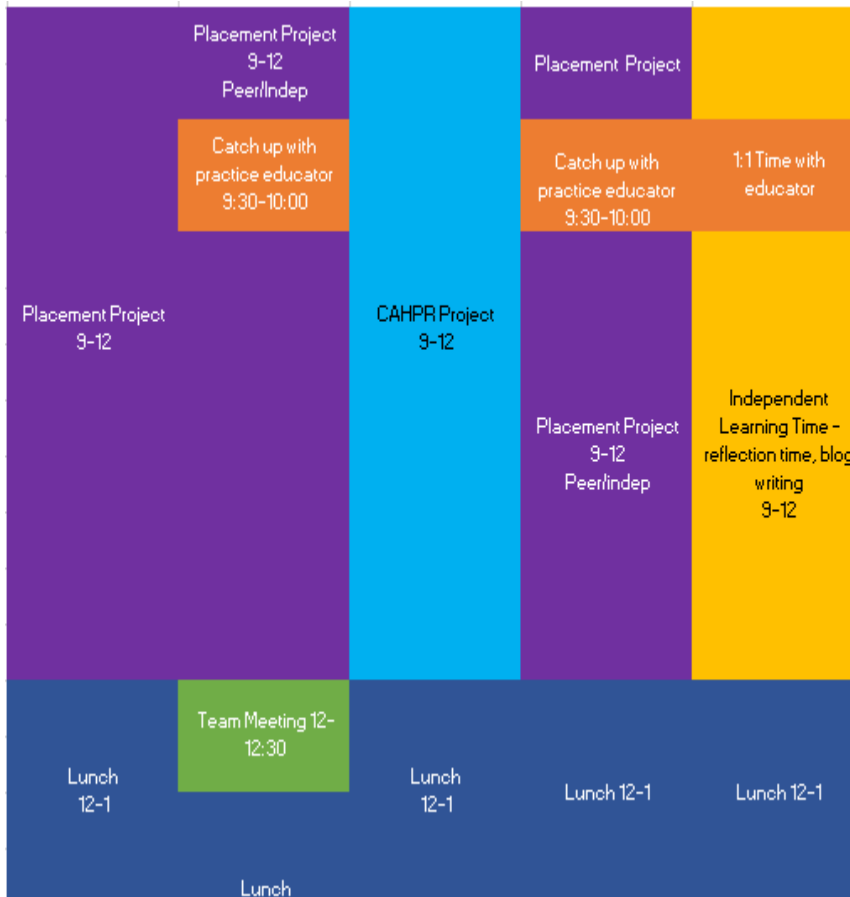 Placement Project
9-12
Peer/Indep
Placement Project
Catch up with
practice educator
9:30-10:00
Catch up with
practice educator
9:30-10:00
1:1 Time with
educator
Placement Project
9-12
CAHPR Project
9-12
Placement Project
9-12
Peer/indep
Independent
Learning Time -
reflection time, blog
writing
9-12
Team Meeting 12-
12:30
Lunch
12-1
Lunch
12-1
Lunch 12-1
Lunch 12-1
Lunch